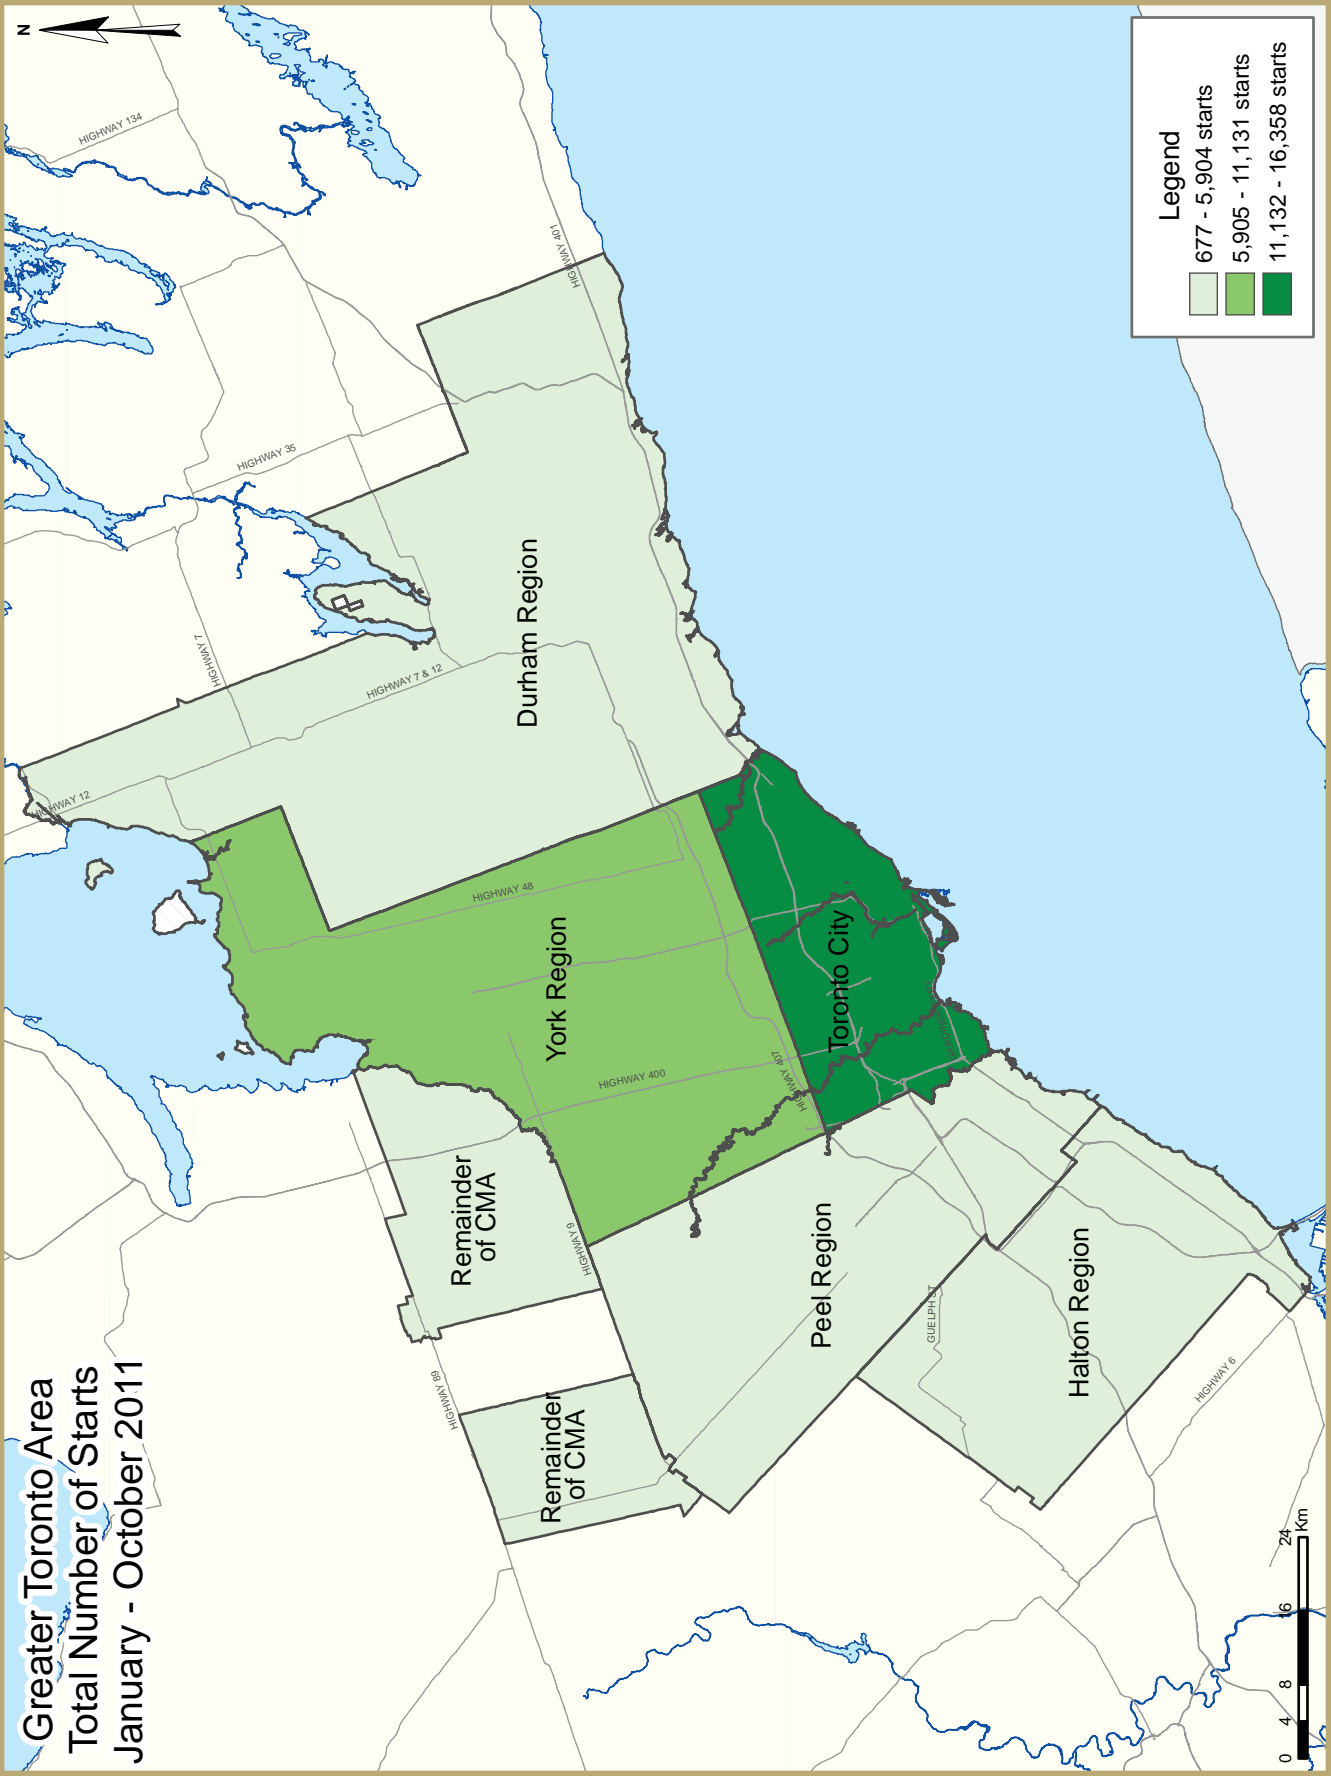 Greater Toronto Area
Total Number of Starts
January - October 2011
N
HIGHWAY 134
HIGHWAY 35
HIGHWAY 7
HIGHWAY 12
HIGHWAY 7 & 12
HIGHWAY 401
Durham Region
HIGHWAY 48
York Region
HIGHWAY 400
HIGHWAY 407
Toronto City
Remainder
of CMA
HIGHWAY 9
HIGHWAY 89
Remainder
of CMA
Peel Region
GUELPH ST
Halton Region
HIGHWAY 6
Legend
677 - 5,904 starts
5,905 - 11,131 starts
11,132 - 16,358 starts
0 4 8 16 24
Km